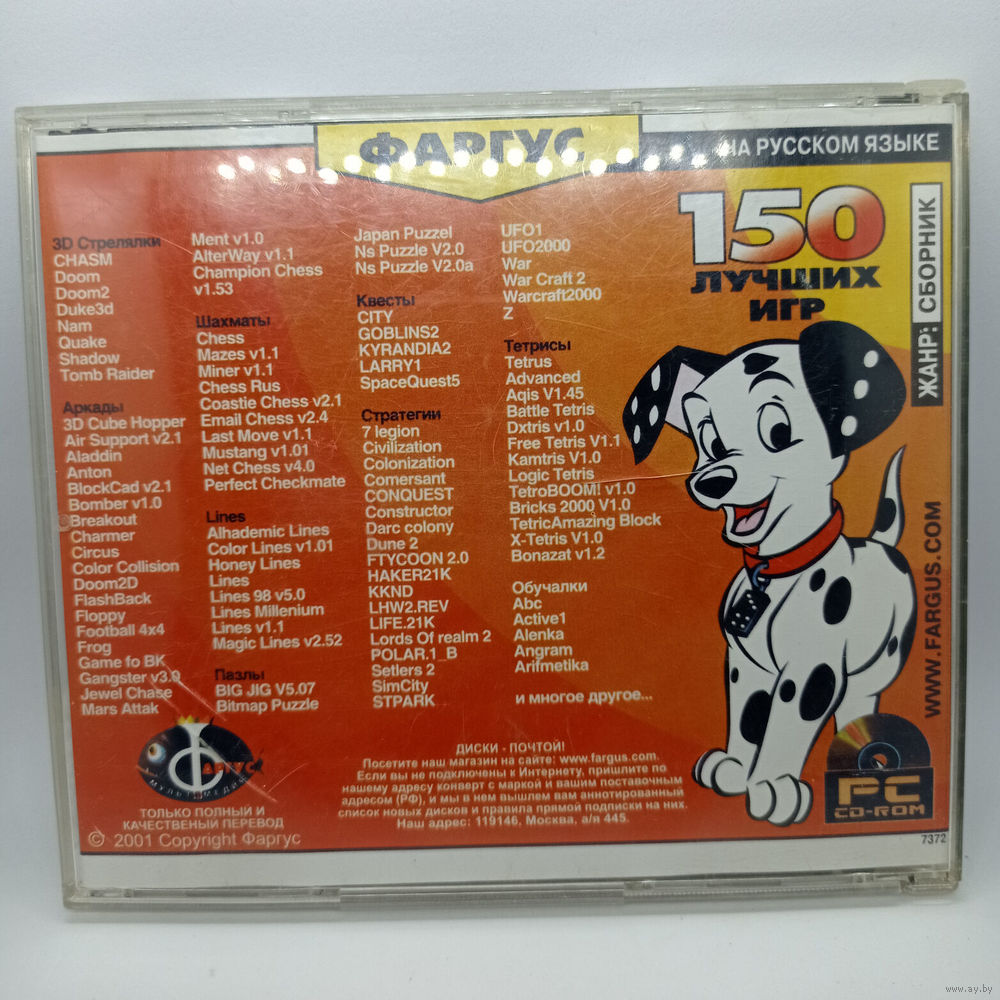 ФАРГУС
НА РУССКОМ ЯЗЫКЕ
150
ЛУЧШИХ
ИГР
ЖАНР: СБОРНИК
3D Стрелялки
CHASM
Doom
Doom2
Duke3d
Nam
Quake
Shadow
Tomb Raider
Аркады
3D Cube Hopper
Air Support v2.1
Aladdin
Anton
BlockCad v2.1
Bomber v1.0
Breakout
Charmer
Circus
Color Collision
Doom2D
FlashBack
Floppy
Football 4x4
Frog
Game fo BK
Gangster v3.0
Jewel Chase
Mars Attak
Ment v1.0
AlterWay v1.1
Champion Chess
v1.53
Шахматы
Chess
Mazes v1.1
Miner v1.1
Chess Rus
Coastie Chess v2.1
Email Chess v2.4
Last Move v1.1
Mustang v1.01
Net Chess v4.0
Perfect Checkmate
Lines
Alhademic Lines
Color Lines v1.01
Honey Lines
Lines
Lines 98 v5.0
Lines Millenium
Lines v1.1
Magic Lines v2.52
Пазлы
BIG JIG V5.07
Bitmap Puzzle
Japan Puzzel
Ns Puzzle V2.0
Ns Puzzle V2.0a
Квесты
CITY
GOBLINS2
KYRANDIA2
LARRY1
SpaceQuest5
Стратегии
7 legion
Civilization
Colonization
Comersant
CONQUEST
Constructor
Darc colony
Dune 2
FTYCOON 2.0
HAKER21K
KKND
LHW2.REV
LIFE.21K
Lords Of realm 2
POLAR.1_B
Setlers 2
SimCity
STPARK
UFO1
UFO2000
War
War Craft 2
Warcraft2000
Z
Тетрисы
Tetrus
Advanced
Aqis V1.45
Battle Tetris
Dxtris v1.0
Free Tetris V1.1
Kamtris V1.0
Logic Tetris
TetroBOOM! v1.0
Bricks 2000 V1.0
TetricAmazing Block
X-Tetris V1.0
Bonazat v1.2
Обучалки
Abc
Active1
Alenka
Angram
Arifmetika
и многое другое...
WWW.FARGUS.COM
ФАРГУС
МУЛЬТИМЕДИА
ТОЛЬКО ПОЛНЫЙ И
КАЧЕСТВЕНЫЙ ПЕРЕВОД
© 2001 Copyright Фаргус
ДИСКИ - ПОЧТОЙ!
Посетите наш магазин на сайте: www.fargus.com.
Если вы не подключены к Интернету, пришлите по
нашему адресу конверт с маркой и вашим поставочным
адресом (РФ), и мы в нем вышлем вам аннотированный
список новых дисков и правила прямой подписки на них.
Наш адрес: 119146, Москва, а/я 445.
PC
CD-ROM
7372
www.ay.by